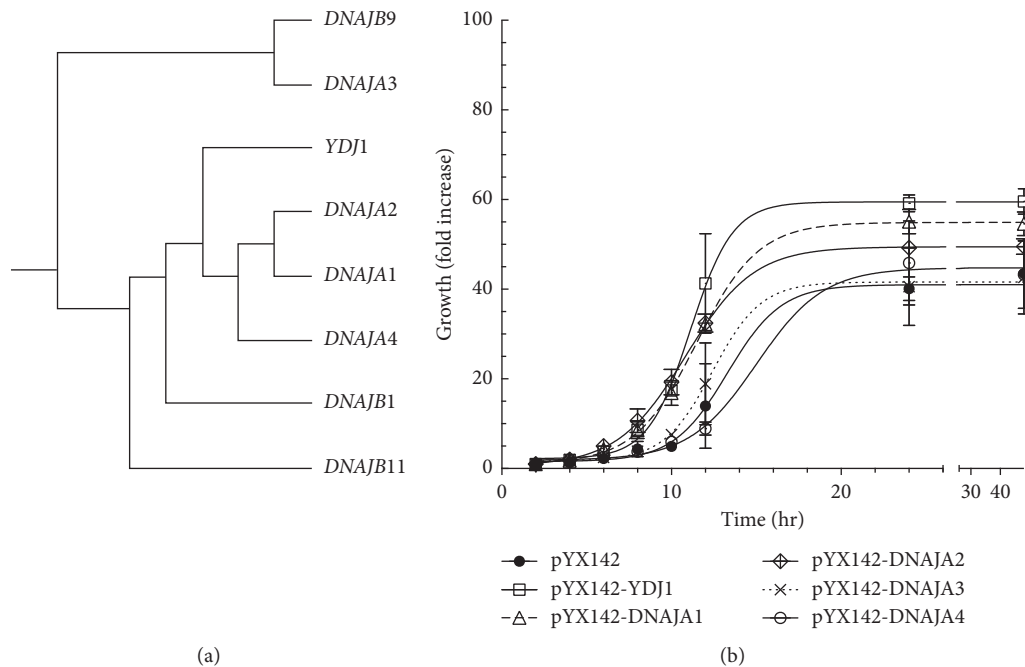 DNAJB9
DNAJA3
YDJ1
DNAJA2
DNAJA1
DNAJA4
DNAJB1
DNAJB11
(a)
Growth (fold increase)
100
80
60
40
20
0
0 10 20 30 40
Time (hr)
pYX142
pYX142-YDJ1
pYX142-DNAJA1
pYX142-DNAJA2
pYX142-DNAJA3
pYX142-DNAJA4
(b)